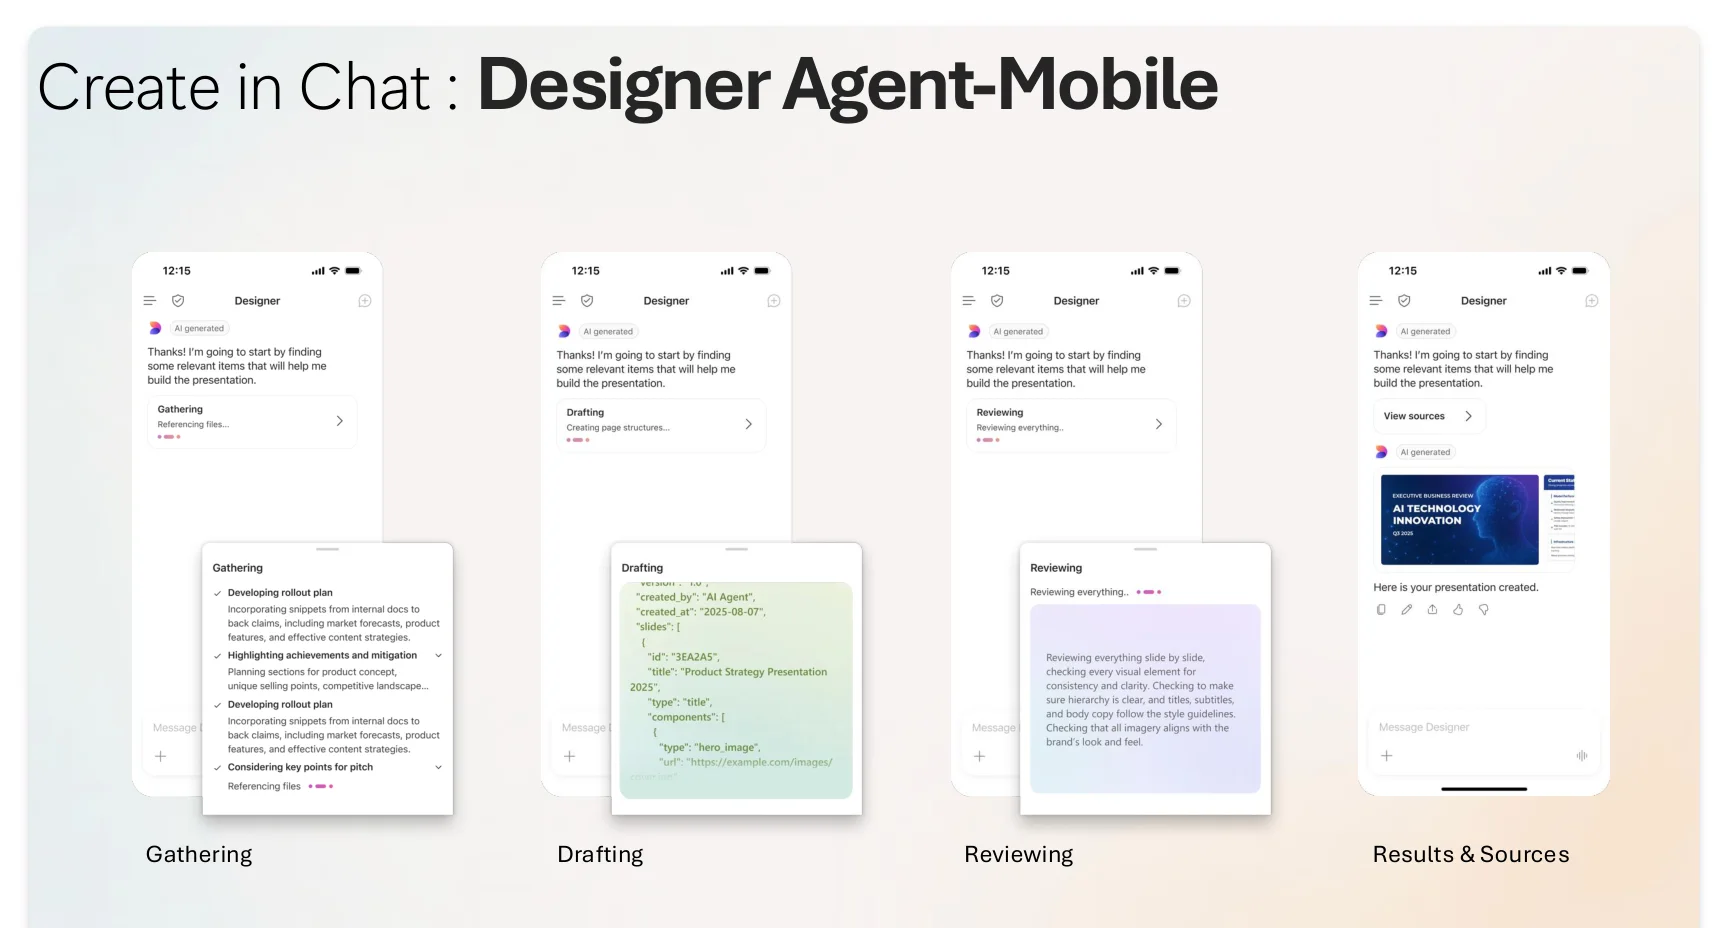 Create in Chat : Designer Agent-Mobile
12:15
Designer
AI generated
Thanks! I'm going to start by finding
some relevant items that will help me
build the presentation.
Gathering
Referencing files...
Message
Gathering
Developing rollout plan
Incorporating snippets from internal docs to
back claims, including market forecasts, product
features, and effective content strategies.
Highlighting achievements and mitigation
Planning sections for product concept,
unique selling points, competitive landscape...
Developing rollout plan
Incorporating snippets from internal docs to
back claims, including market forecasts, product
features, and effective content strategies.
Considering key points for pitch
Referencing files
Gathering
12:15
Designer
AI generated
Thanks! I'm going to start by finding
some relevant items that will help me
build the presentation.
Drafting
Creating page structures...
Message
Drafting
"version": "1.0",
"created_by": "AI Agent",
"created_at": "2025-08-07",
"slides": [
{
"id": "3EA2A5",
"title": "Product Strategy Presentation
2025",
"type": "title",
"components": [
{
"type": "hero_image",
"url": "https://example.com/images/
Drafting
12:15
Designer
AI generated
Thanks! I'm going to start by finding
some relevant items that will help me
build the presentation.
Reviewing
Reviewing everything..
Message
Reviewing
Reviewing everything..
Reviewing everything slide by slide,
checking every visual element for
consistency and clarity. Checking to make
sure hierarchy is clear, and titles, subtitles,
and body copy follow the style guidelines.
Checking that all imagery aligns with the
brand's look and feel.
Reviewing
12:15
Designer
AI generated
Thanks! I'm going to start by finding
some relevant items that will help me
build the presentation.
View sources
AI generated
EXECUTIVE BUSINESS REVIEW
AI TECHNOLOGY
INNOVATION
Q3 2025
Current
Here is your presentation created.
Message Designer
Results & Sources